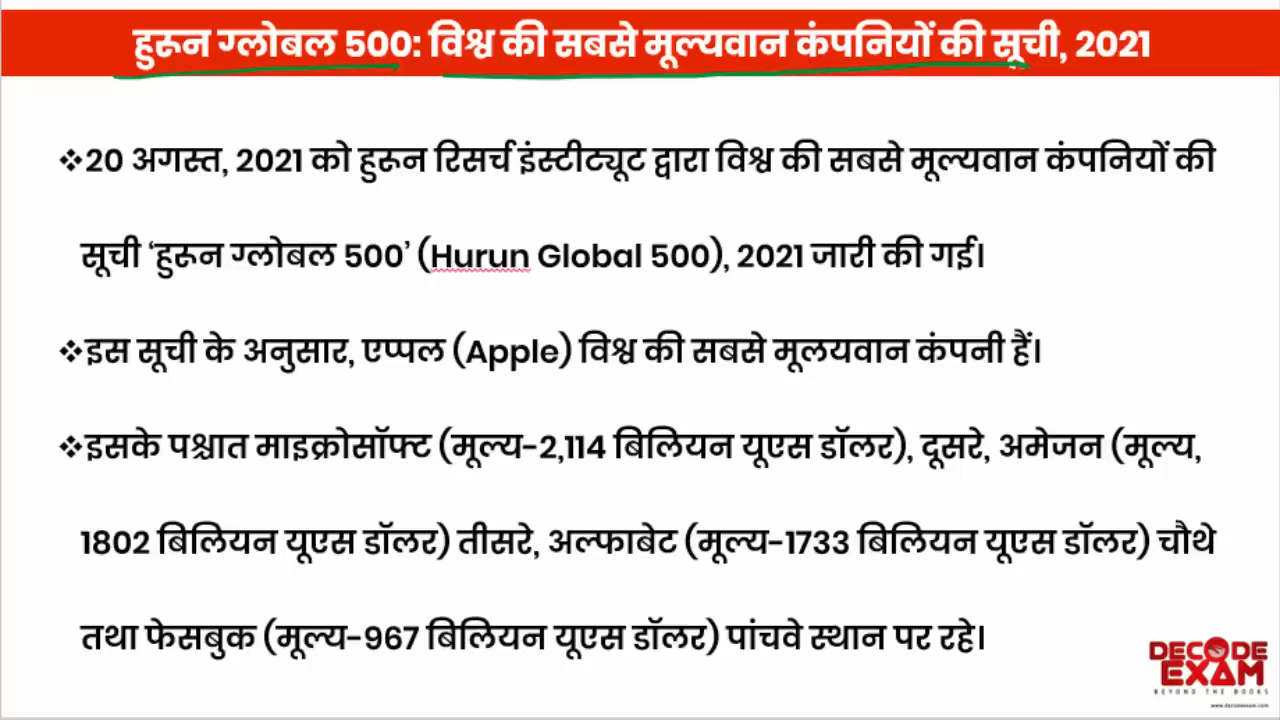 हुरून ग्लोबल 500: विश्व की सबसे मूल्यवान कंपनियों की सूची, 2021
❖20 अगस्त, 2021 को हुरून रिसर्च इंस्टीट्यूट द्वारा विश्व की सबसे मूल्यवान कंपनियों की
सूची ‘हुरून ग्लोबल 500’ (Hurun Global 500), 2021 जारी की गई।
❖इस सूची के अनुसार, एप्पल (Apple) विश्व की सबसे मूलयवान कंपनी हैं।
❖इसके पश्चात माइक्रोसॉफ्ट (मूल्य-2,114 बिलियन यूएस डॉलर), दूसरे, अमेजन (मूल्य,
1802 बिलियन यूएस डॉलर) तीसरे, अल्फाबेट (मूल्य-1733 बिलियन यूएस डॉलर) चौथे
तथा फेसबुक (मूल्य-967 बिलियन यूएस डॉलर) पांचवे स्थान पर रहे।
DECODE
EXAM
BEYOND THE BOOKS
www.decodeexam.com